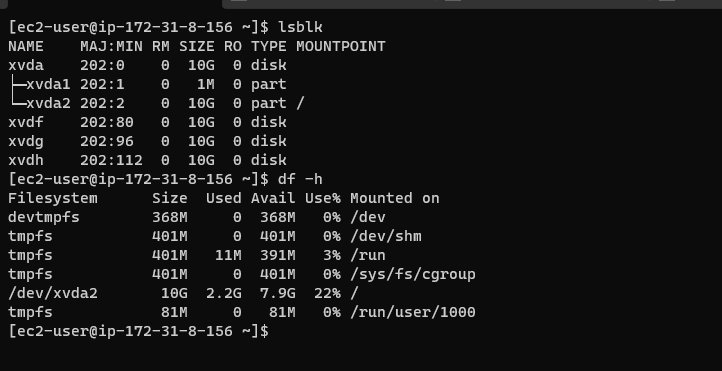 [ec2-user@ip-172-31-8-156 ~]$ lsblk
NAME    MAJ:MIN RM SIZE RO TYPE MOUNTPOINT
xvda    202:0    0  10G  0 disk
├─xvda1 202:1    0   1M  0 part
└─xvda2 202:2    0  10G  0 part /
xvdf    202:80   0  10G  0 disk
xvdg    202:96   0  10G  0 disk
xvdh    202:112  0  10G  0 disk
[ec2-user@ip-172-31-8-156 ~]$ df -h
Filesystem      Size  Used Avail Use% Mounted on
devtmpfs        368M     0  368M   0% /dev
tmpfs           401M     0  401M   0% /dev/shm
tmpfs           401M   11M  391M   3% /run
tmpfs           401M     0  401M   0% /sys/fs/cgroup
/dev/xvda2       10G  2.2G  7.9G  22% /
tmpfs            81M     0   81M   0% /run/user/1000
[ec2-user@ip-172-31-8-156 ~]$